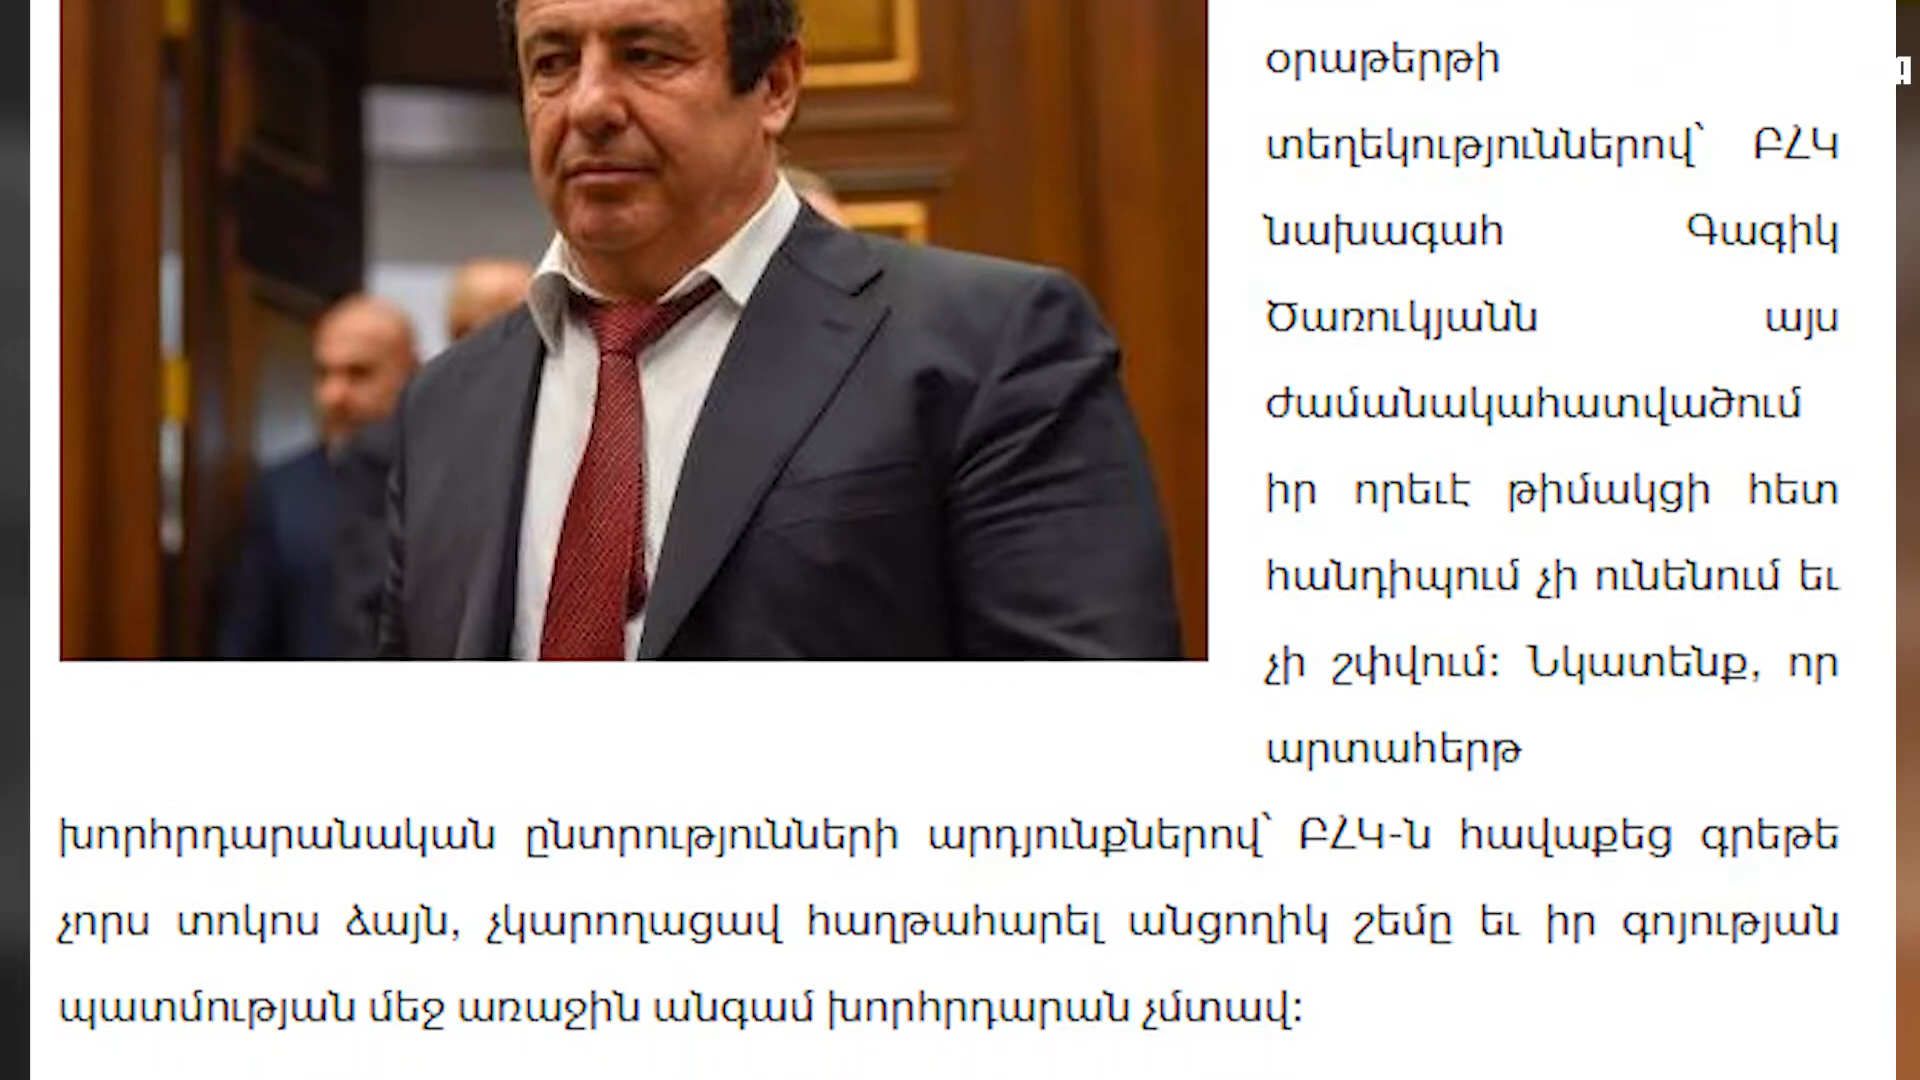 օրաթերթի
տեղեկություններով՝ ԲՀԿ
նախագահ Գագիկ
Ծառուկյանն այս
ժամանակահատվածում
իր որեւէ թիմակցի հետ
հանդիպում չի ունենում եւ
չի շփվում: Նկատենք, որ
արտահերթ
խորհրդարանական ընտրությունների արդյունքներով՝ ԲՀԿ-ն հավաքեց գրեթե
չորս տոկոս ձայն, չկարողացավ հաղթահարել անցողիկ շեմը եւ իր գոյության
պատմության մեջ առաջին անգամ խորհրդարան չմտավ: